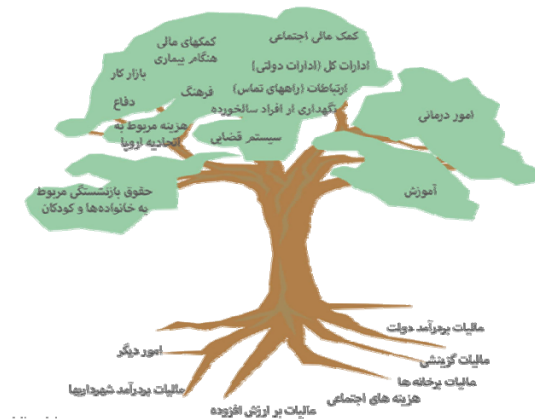 کمک مالی اجتماعی
کمکهای مالی
هنگام بیماری
بازار کار
ادارات کل (ادارات دولتی)
ارتباطات (راههای تماس)
فرهنگ
دفاع
نگهداری از افراد سالخورده
امور درمانی
هزینه مربوط به
اتحادیه اروپا
سیستم قضایی
حقوق بازنشستگی مربوط
به خانواده‌ها و کودکان
آموزش
مالیات بردرآمد دولت
امور دیگر
مالیات گزینشی
مالیات برخانه ها
مالیات بردرآمد شهرداریها
هزینه های اجتماعی
مالیات بر ارزش افزوده